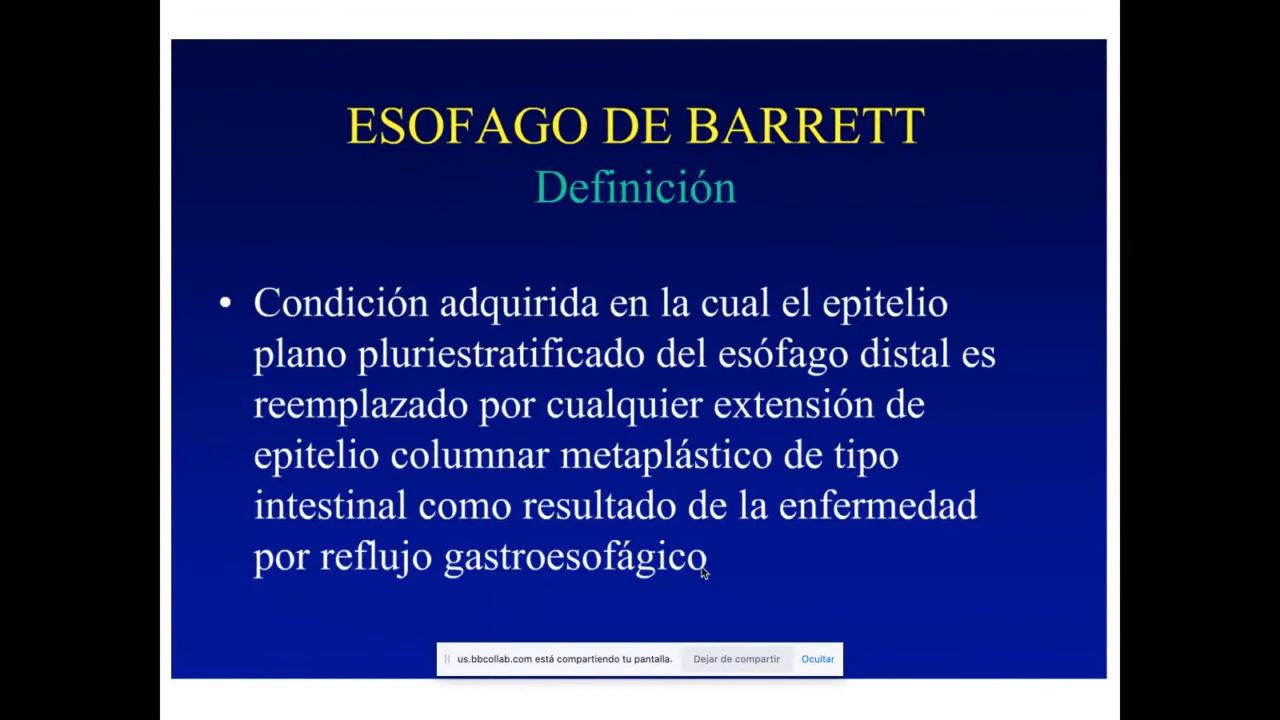 ESOFAGO DE BARRETT
Definición
• Condición adquirida en la cual el epitelio
plano pluriestratificado del esófago distal es
reemplazado por cualquier extensión de
epitelio columnar metaplástico de tipo
intestinal como resultado de la enfermedad
por reflujo gastroesofágico
us.bbcollab.com está compartiendo tu pantalla. Dejar de compartir Ocultar